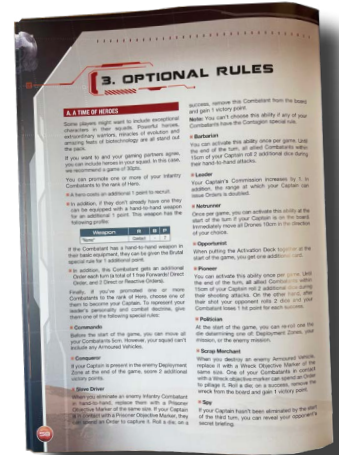 3. OPTIONAL RULES
A. A TIME OF HEROES
Some players might want to include exceptional
characters in their squads. Powerful heroes,
extraordinary warriors, miracles of evolution and
amazing feats of biotechnology are all stand out
the pack.
If you want to and your gaming partners agree,
you can include heroes in your squad. In this case,
we recommend a game of 30pts.
You can promote one or more of your Infantry
Combatants to the rank of Hero.
A hero costs an additional 1 point to recruit.
In addition, if they don't already have one they
can be equipped with a hand-to-hand weapon
for an additional 1 point. This weapon has the
following profile:
Weapon R B P
"Name" Contact
If the Combatant has a hand-to-hand weapon in
their basic equipment, they can be given the Brutal
special rule for 1 additional point.
In addition, this Combatant gets an additional
Order each turn (a total of 1 free Forwards! Direct
Order, and 2 Direct or Reactive Orders).
Finally, if you've promoted one or more
Combatants to the rank of Hero, choose one of
them to become your Captain. To represent your
leader's personality and combat doctrine, give
them one of the following special rules:
Commando
Before the start of the game, you can move all
your Combatants 5cm. However, your squad can't
include any Armoured Vehicles.
Conqueror
If your Captain is present in the enemy Deployment
Zone at the end of the game, score 2 additional
victory points.
Slave Driver
When you eliminate an enemy Infantry Combatant
in hand-to-hand, replace them with a Prisoner
Objective Marker of the same size. If your Captain
is in contact with a Prisoner Objective Marker, they
can spend an Order to capture it. Roll a disc; on a
success, remove this Combatant from the board
and gain 1 victory point.
Note: You can't choose this ability if any of your
Combatants have the Contagion special rule.
Barbarian
You can activate this ability once per game. Until
the end of the turn, all allied Combatants within
15cm of your Captain roll 2 additional dice during
their hand-to-hand attacks.
Leader
Your Captain's Commission increases by 1. In
addition, the range at which your Captain can
issue Orders is doubled.
Netrunner
Once per game, you can activate this ability at the
start of the turn if your Captain is on the board.
Immediately move all Drones 10cm in the direction
of your choice.
Opportunist
When putting the Activation Deck together at the
start of the game, you get one additional card.
Pioneer
You can activate this ability once per game. Until
the end of the turn, all allied Combatants within
15cm of your Captain roll 2 additional dice during
their shooting attacks. On the other hand, after
that shot your opponent rolls 2 dice and your
Combatant loses 1 hit point for each success.
Politician
At the start of the game, you can re-roll one the
die determining one of: Deployment Zones, your
mission, or the enemy mission.
Scrap Merchant
When you destroy an enemy Armoured Vehicle,
replace it with a Wreck Objective Marker of the
same size. One of your Combatants in contact
with a Wreck objective marker can spend an Order
to pillage it. Roll a disc; on a success, remove the
wreck from the board and gain 1 victory point.
Spy
If your Captain hasn't been eliminated by the start
of the third turn, you can reveal your opponent's
secret briefing.